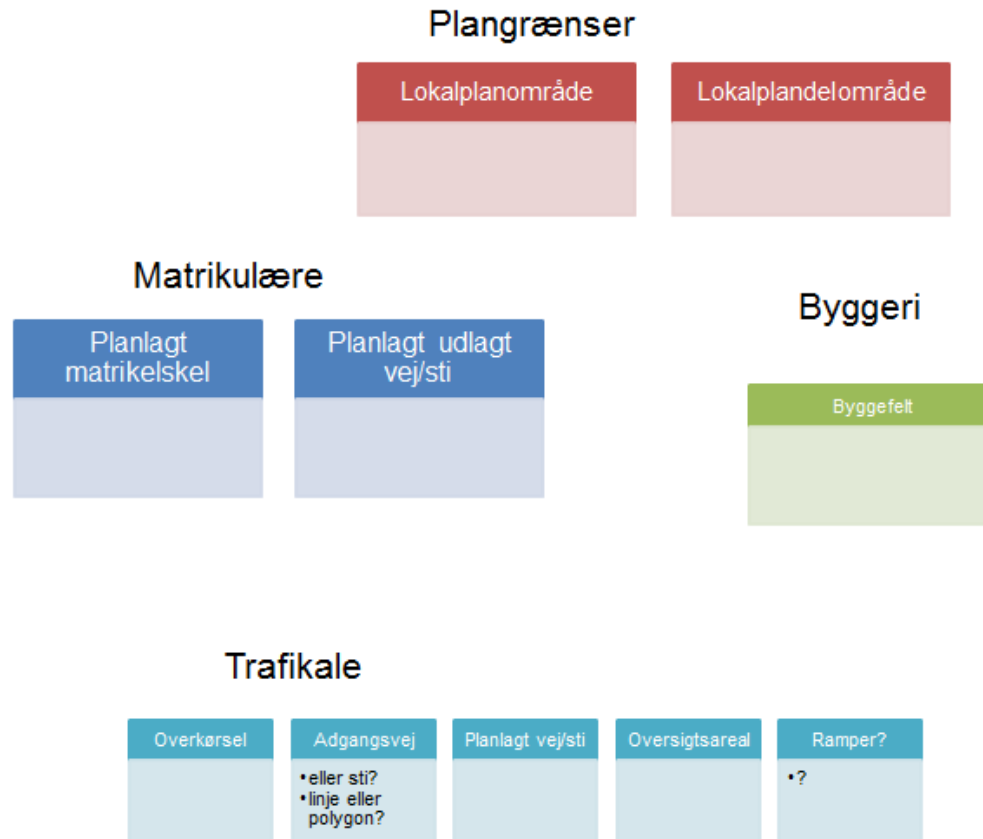 Plangrænser
Lokalplanområde
Lokalplandelområde
Matrikulære
Planlagt
matrikelskel
Planlagt udlagt
vej/sti
Byggeri
Byggefelt
Trafikale
Overkørsel
Adgangsvej
•eller sti?
•linje eller
polygon?
Planlagt vej/sti
Oversigtsareal
Ramper?
•?